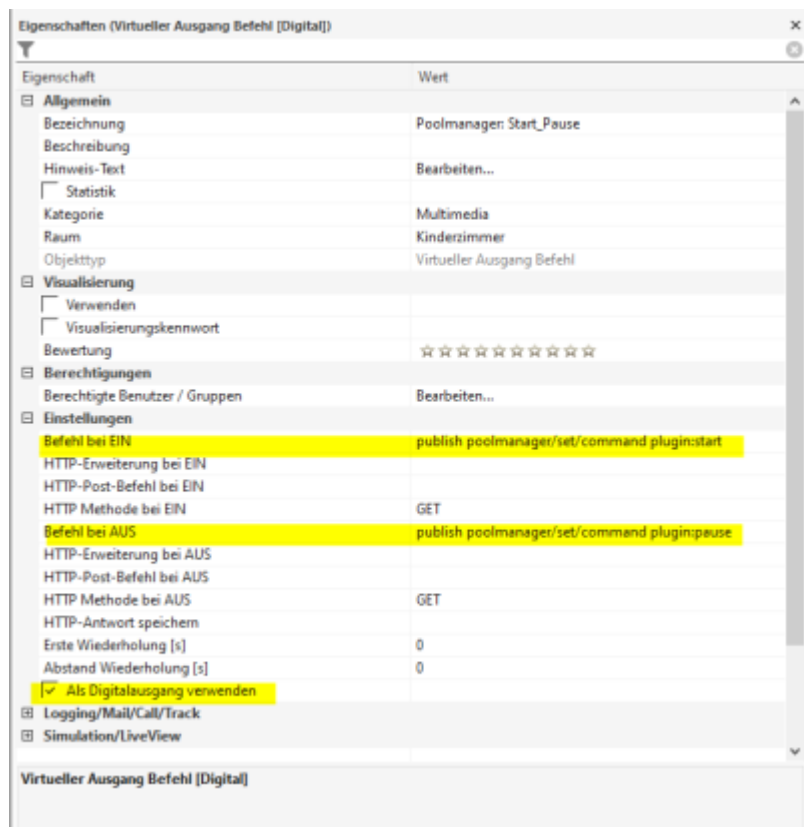 Eigenschaften (Virtueller Ausgang Befehl [Digital])
Eigenschaft Wert
Allgemein
Bezeichnung Poolmanager: Start_Pause
Beschreibung
Hinweis-Text Bearbeiten...
Statistik
Kategorie Multimedia
Raum Kinderzimmer
Objekttyp Virtueller Ausgang Befehl
Visualisierung
Verwenden
Visualisierungskennwort
Bewertung
Berechtigungen
Berechtigte Benutzer / Gruppen Bearbeiten...
Einstellungen
Befehl bei EIN publish poolmanager/set/command plugin:start
HTTP-Erweiterung bei EIN
HTTP-Post-Befehl bei EIN
HTTP Methode bei EIN GET
Befehl bei AUS publish poolmanager/set/command plugin:pause
HTTP-Erweiterung bei AUS
HTTP-Post-Befehl bei AUS
HTTP Methode bei AUS GET
HTTP-Antwort speichern
Erste Wiederholung [s] 0
Abstand Wiederholung [s] 0
Als Digitalausgang verwenden
Logging/Mail/Call/Track
Simulation/LiveView
Virtueller Ausgang Befehl [Digital]